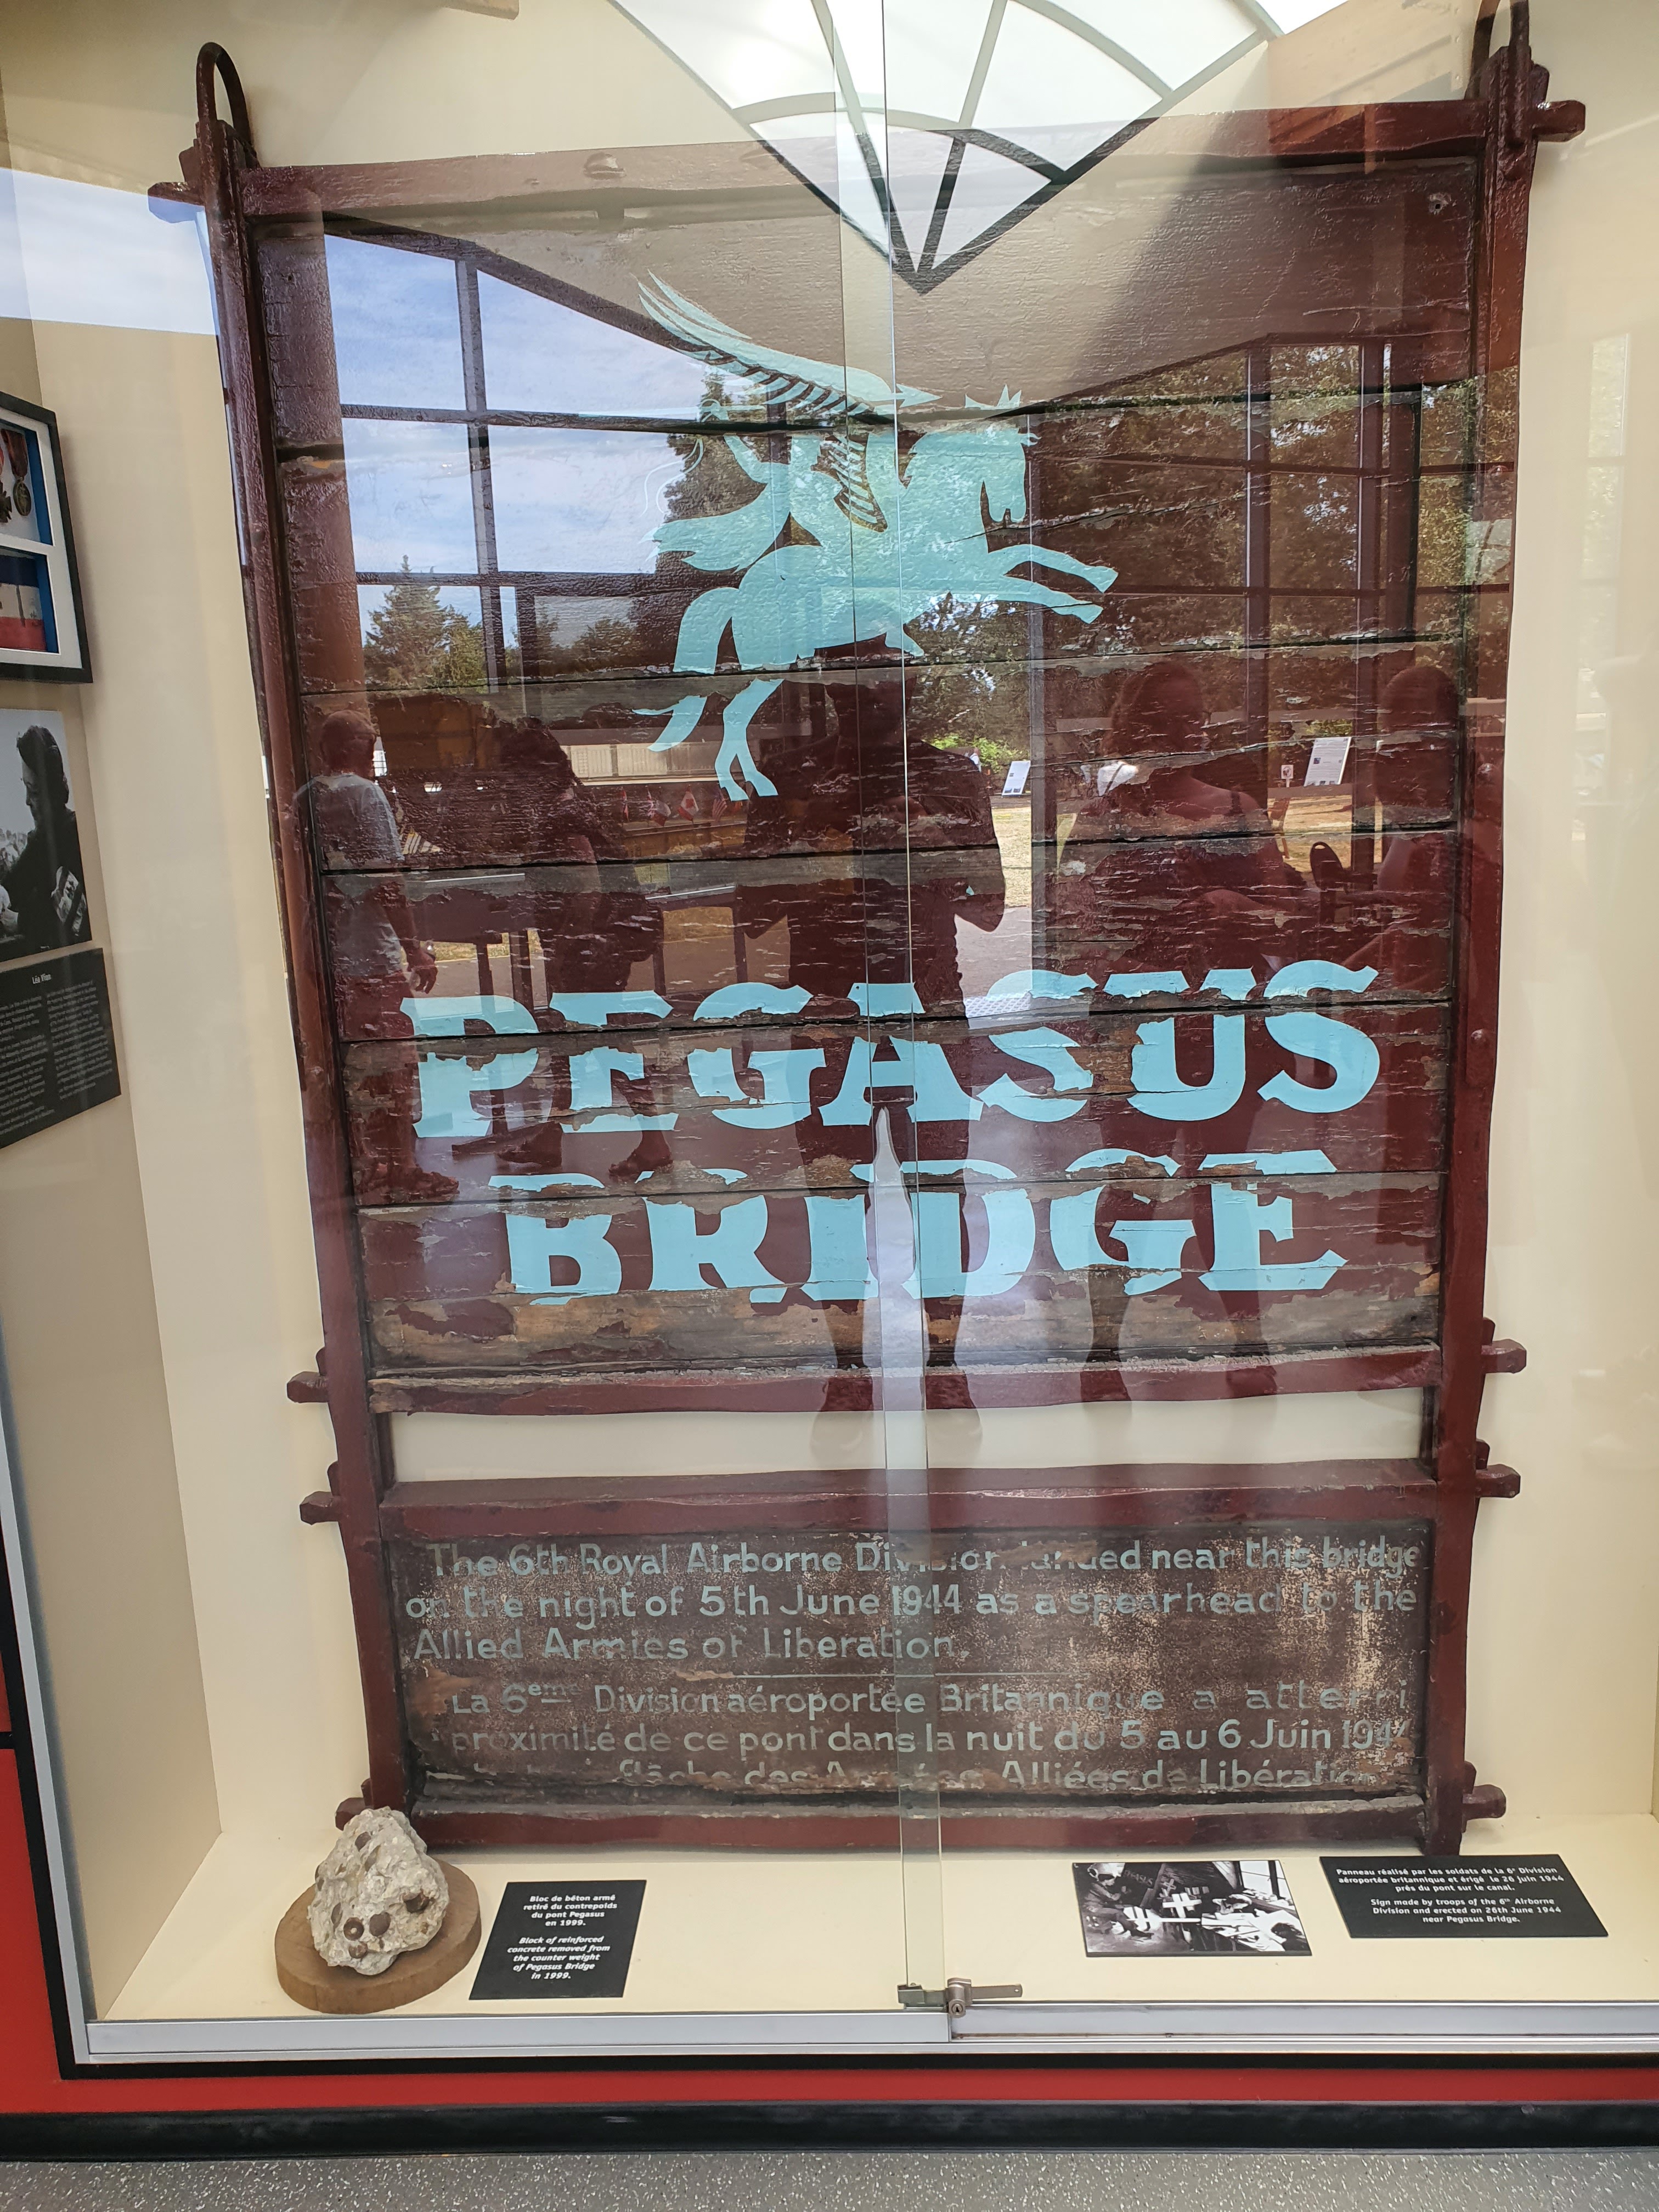 PEGASUS
BRIDGE
The 6th Royal Airborne Division landed near this bridge
on the night of 5th June 1944 as a spearhead to the
Allied Armies of Liberation.
La 6eme Division aéroportée Britannique a atterri
proximité de ce pont dans la nuit du 5 au 6 Juin 1944
flèche des Armées Alliées de Libération
Léa Vion
Bloc de béton armé
retiré du contrepoids
du pont Pegasus
en 1999.
Block of reinforced
concrete removed from
the counter weight
of Pegasus Bridge
in 1999.
Panneau réalisé par les soldats de la 6e Division
aéroportée britannique et érigé le 26 juin 1944
près du pont sur le canal.
Sign made by troops of the 6th Airborne
Division and erected on 26th June 1944
near Pegasus Bridge.